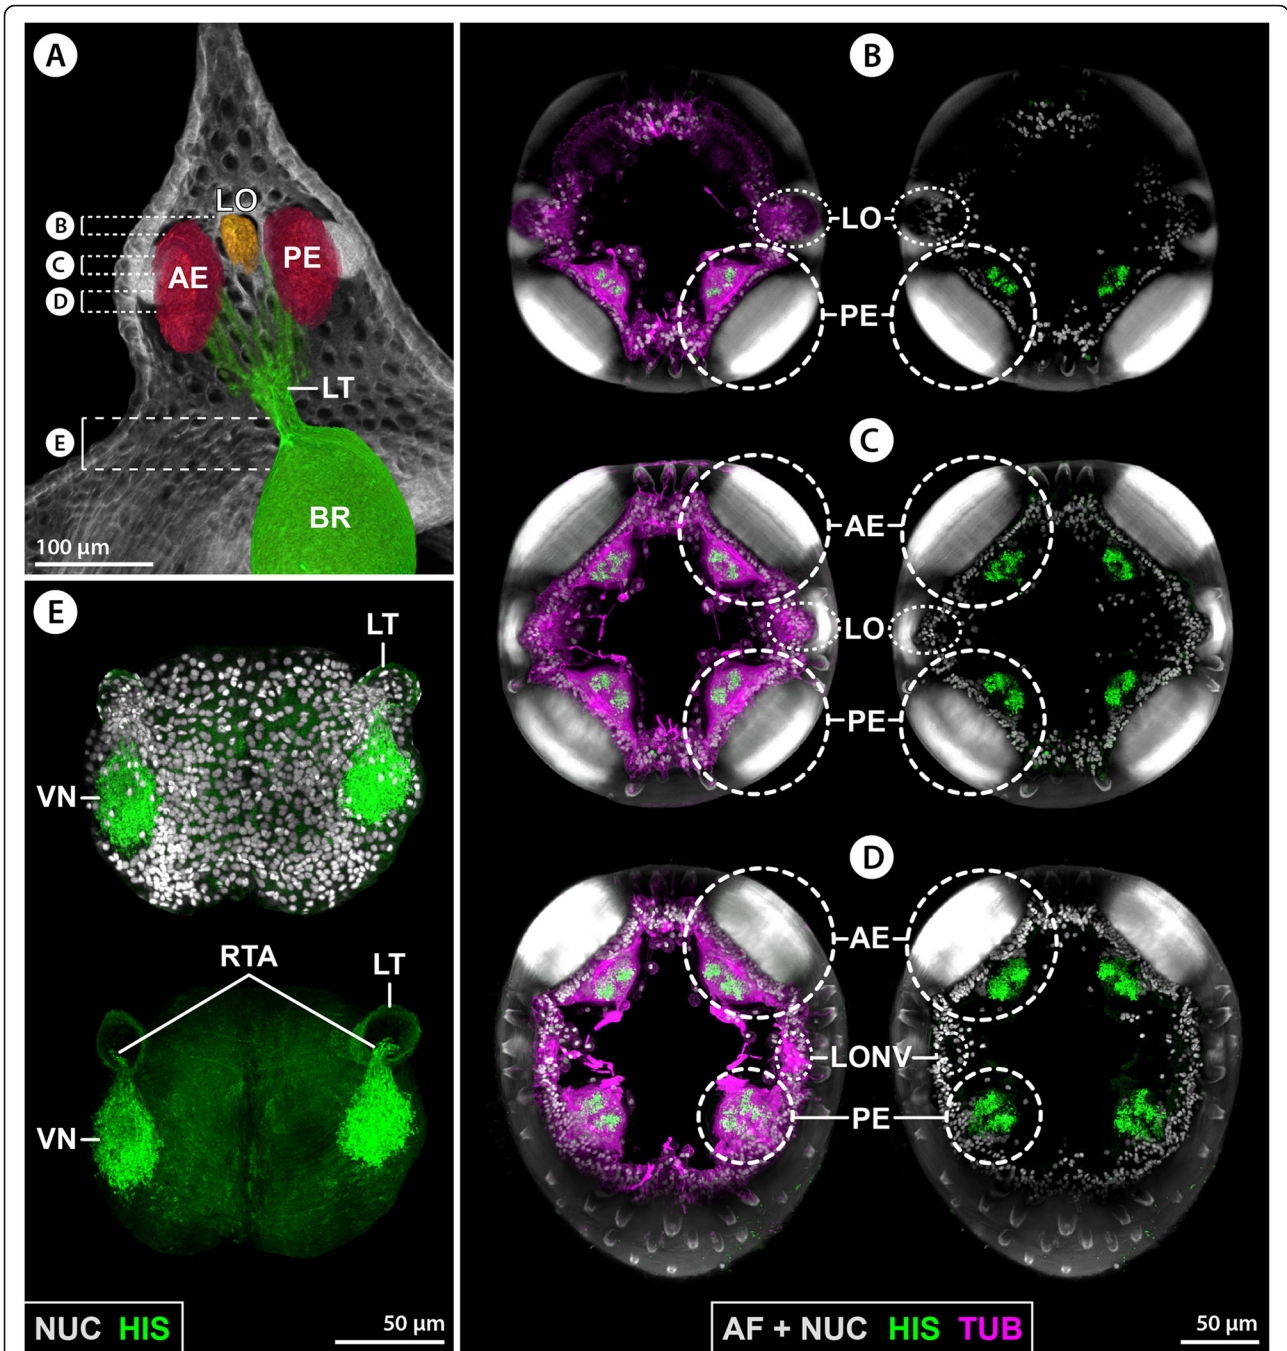 A
LO
B
C
D
AE
PE
LT
E
BR
100 µm
E
LT
VN
RTA
LT
VN
NUC HIS
50 µm
B
LO
PE
C
AE
LO
PE
D
AE
LONV
PE
AF + NUC HIS TUB
50 µm